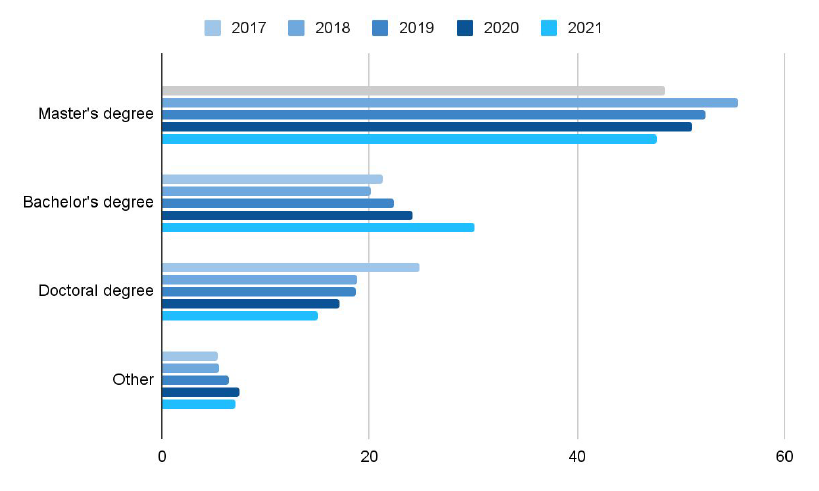 2017 2018 2019 2020 2021
Master's degree
Bachelor's degree
Doctoral degree
Other
0 20 40 60